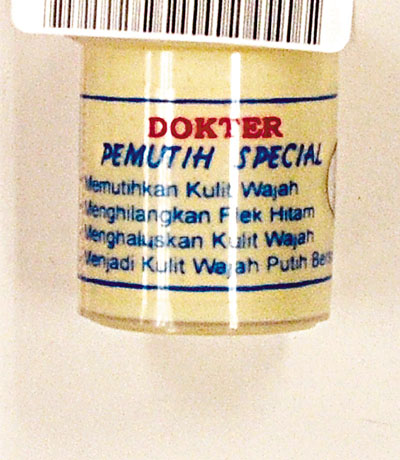 DOKTER
PEMUTIH SPECIAL
Memutihkan Kulit Wajah
Menghilangkan Flek Hitam
Menghaluskan Kulit Wajah
Menjadi Kulit Wajah Putih